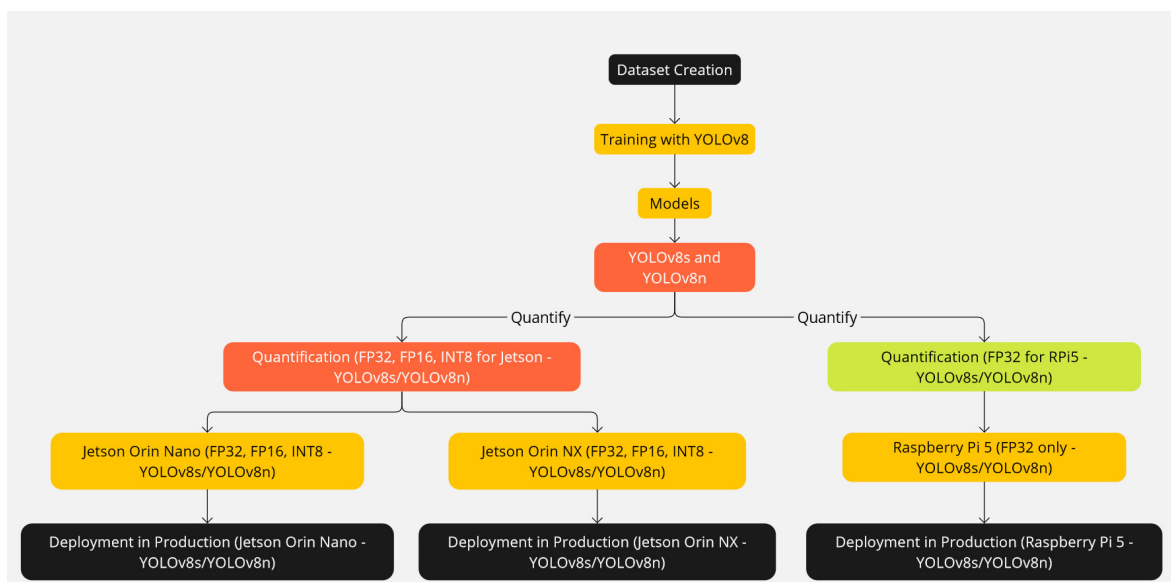 Dataset Creation
Training with YOLOv8
Models
YOLOv8s and
YOLOv8n
Quantify
Quantify
Quantification (FP32, FP16, INT8 for Jetson -
YOLOv8s/YOLOv8n)
Quantification (FP32 for RPi5 -
YOLOv8s/YOLOv8n)
Jetson Orin Nano (FP32, FP16, INT8 -
YOLOv8s/YOLOv8n)
Jetson Orin NX (FP32, FP16, INT8 -
YOLOv8s/YOLOv8n)
Raspberry Pi 5 (FP32 only -
YOLOv8s/YOLOv8n)
Deployment in Production (Jetson Orin Nano -
YOLOv8s/YOLOv8n)
Deployment in Production (Jetson Orin NX -
YOLOv8s/YOLOv8n)
Deployment in Production (Raspberry Pi 5 -
YOLOv8s/YOLOv8n)